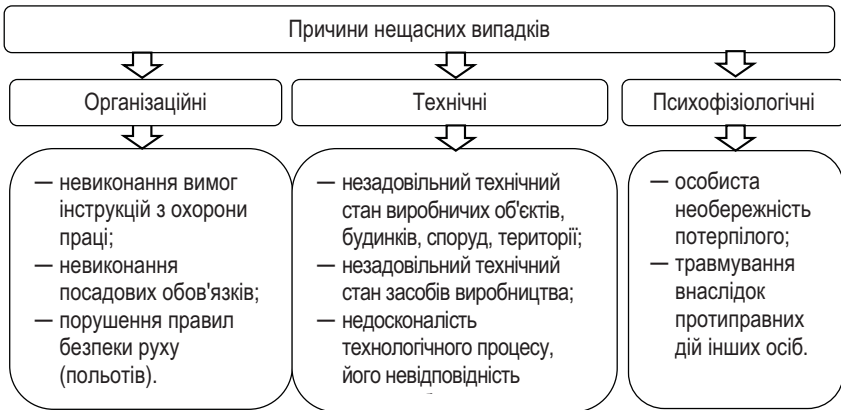 Причини нещасних випадків
Організаційні
Технічні
Психофізіологічні
— невиконання вимог
інструкцій з охорони
праці;
— невиконання
посадових обов'язків;
— порушення правил
безпеки руху
(польотів).
— незадовільний технічний
стан виробничих об'єктів,
будинків, споруд, території;
— незадовільний технічний
стан засобів виробництва;
— недосконалість
технологічного процесу,
його невідповідність
— особиста
необережність
потерпілого;
— травмування
внаслідок
протиправних
дій інших осіб.